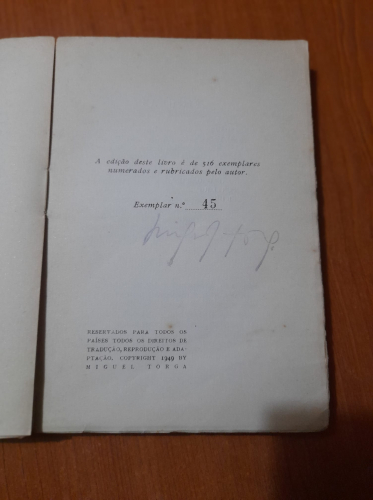 A edição deste livro é de 516 exemplares
numerados e rubricados pelo autor.
Exemplar n.º 45
RESERVADOS PARA TODOS OS
PAÍSES TODOS OS DIREITOS DE
TRADUÇÃO, REPRODUÇÃO E ADA-
PTAÇÃO. COPYRIGHT 1949 BY
MIGUEL TORGA